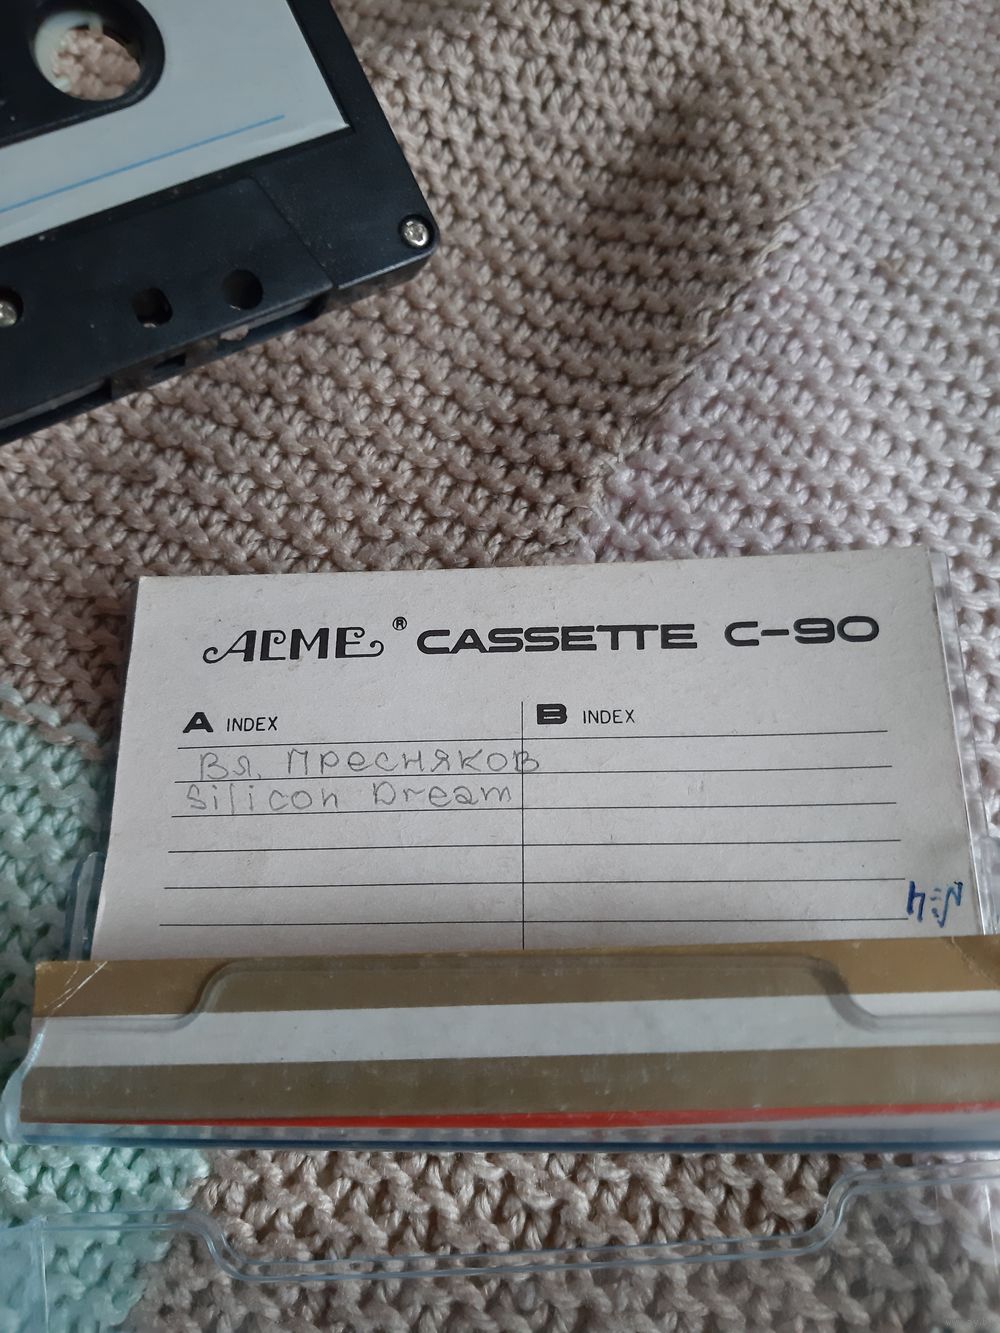 ACME® CASSETTE C-90
A INDEX
B INDEX
Вя. Пресняков
Silicon Dream
№4